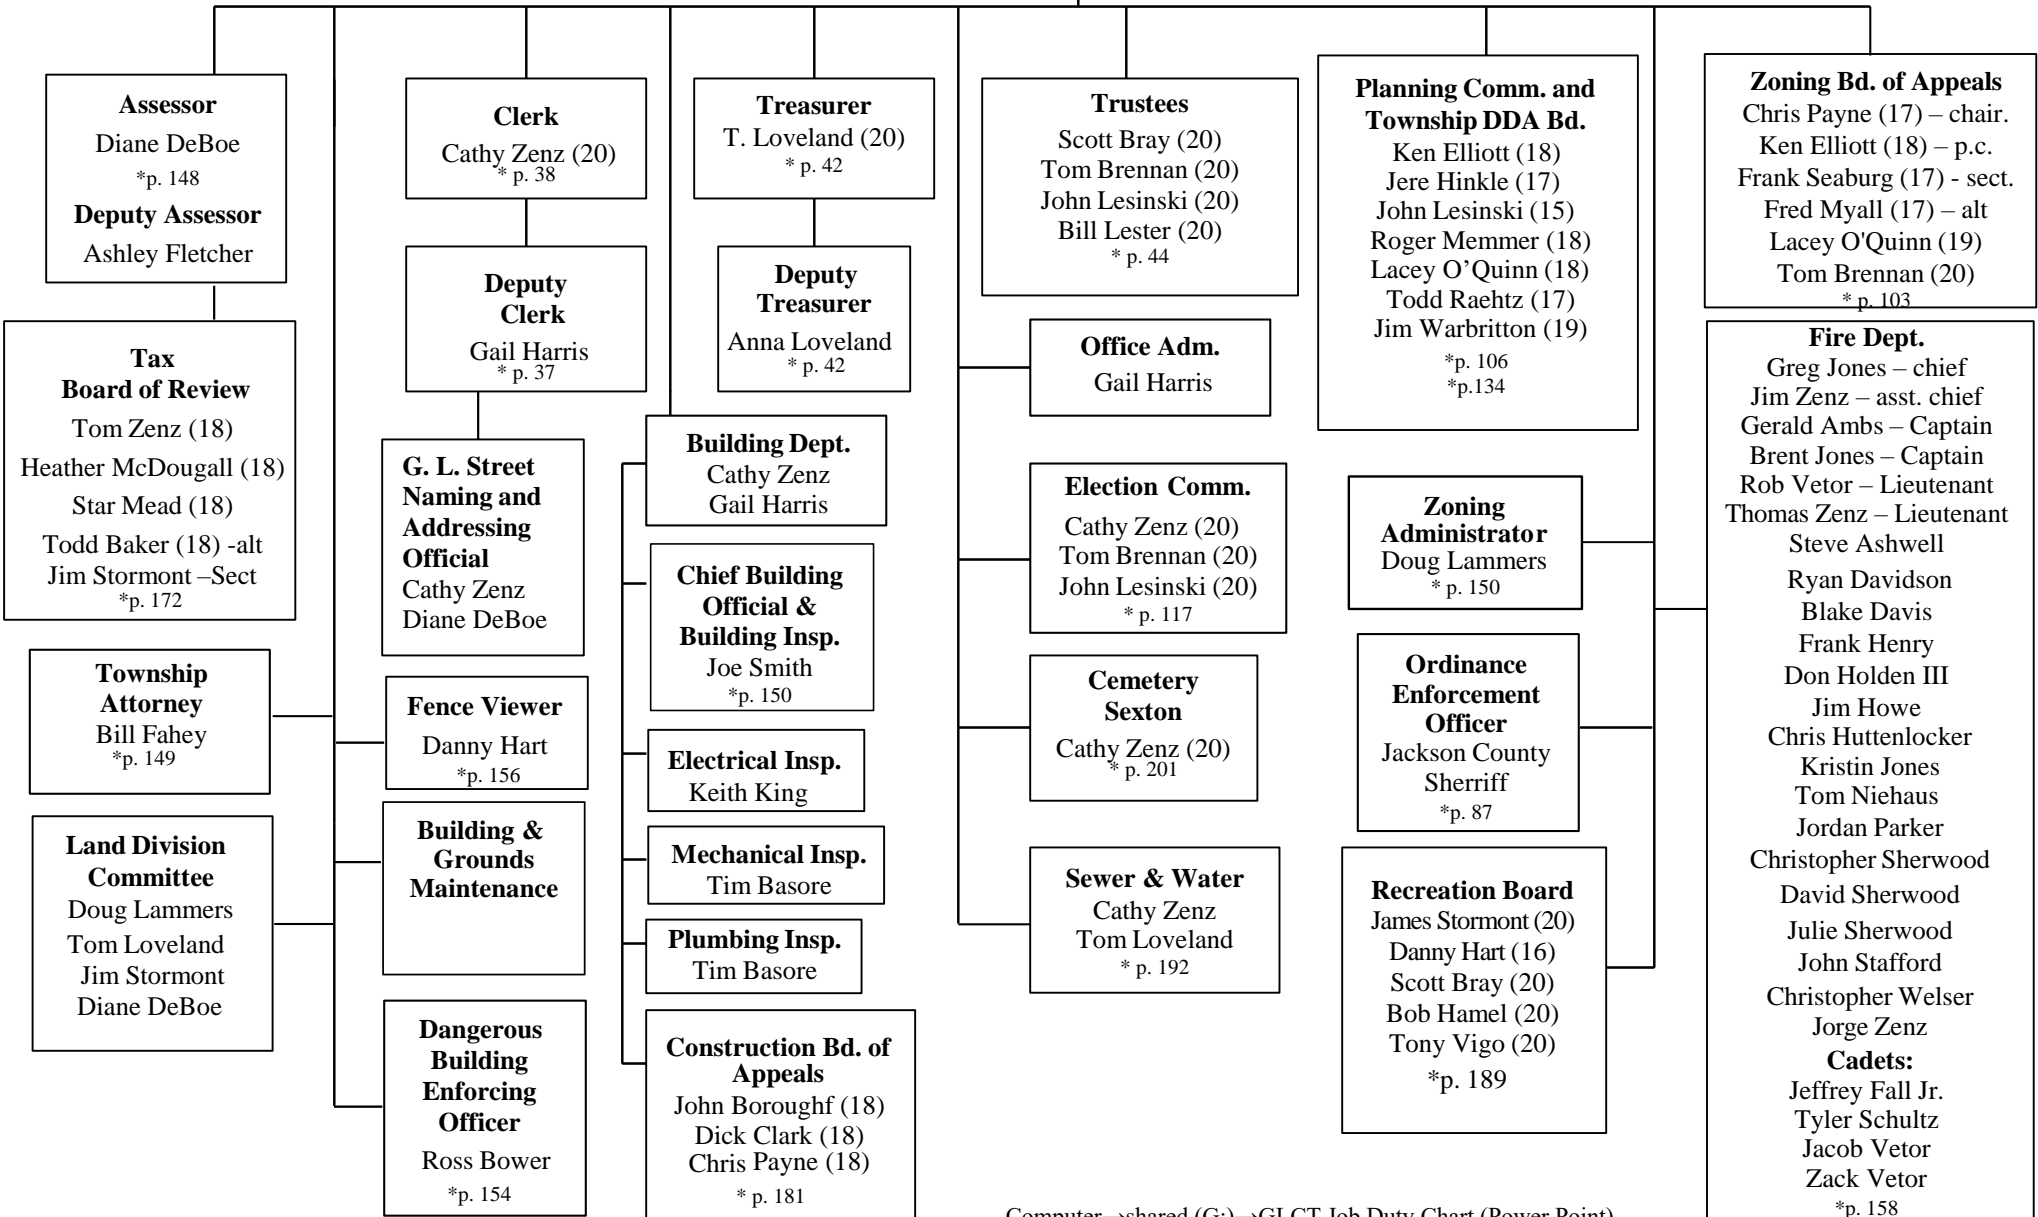 Assessor
Diane DeBoe
*p. 148
Deputy Assessor
Ashley Fletcher
Tax
Board of Review
Tom Zenz (18)
Heather McDougall (18)
Star Mead (18)
Todd Baker (18) -alt
Jim Stormont –Sect
*p. 172
Township
Attorney
Bill Fahey
*p. 149
Land Division
Committee
Doug Lammers
Tom Loveland
Jim Stormont
Diane DeBoe
Clerk
Cathy Zenz (20)
* p. 38
Deputy
Clerk
Gail Harris
* p. 37
G. L. Street
Naming and
Addressing
Official
Cathy Zenz
Diane DeBoe
Fence Viewer
Danny Hart
*p. 156
Building &
Grounds
Maintenance
Dangerous
Building
Enforcing
Officer
Ross Bower
*p. 154
Treasurer
T. Loveland (20)
* p. 42
Deputy
Treasurer
Anna Loveland
* p. 42
Building Dept.
Cathy Zenz
Gail Harris
Chief Building
Official &
Building Insp.
Joe Smith
*p. 150
Electrical Insp.
Keith King
Mechanical Insp.
Tim Basore
Plumbing Insp.
Tim Basore
Construction Bd. of
Appeals
John Boroughf (18)
Dick Clark (18)
Chris Payne (18)
* p. 181
Trustees
Scott Bray (20)
Tom Brennan (20)
John Lesinski (20)
Bill Lester (20)
* p. 44
Office Adm.
Gail Harris
Election Comm.
Cathy Zenz (20)
Tom Brennan (20)
John Lesinski (20)
* p. 117
Cemetery
Sexton
Cathy Zenz (20)
* p. 201
Sewer & Water
Cathy Zenz
Tom Loveland
* p. 192
Planning Comm. and
Township DDA Bd.
Ken Elliott (18)
Jere Hinkle (17)
John Lesinski (15)
Roger Memmer (18)
Lacey O’Quinn (18)
Todd Raehtz (17)
Jim Warbritton (19)
*p. 106
*p.134
Zoning
Administrator
Doug Lammers
* p. 150
Ordinance
Enforcement
Officer
Jackson County
Sherriff
*p. 87
Recreation Board
James Stormont (20)
Danny Hart (16)
Scott Bray (20)
Bob Hamel (20)
Tony Vigo (20)
*p. 189
Zoning Bd. of Appeals
Chris Payne (17) – chair.
Ken Elliott (18) – p.c.
Frank Seaburg (17) - sect.
Fred Myall (17) – alt
Lacey O'Quinn (19)
Tom Brennan (20)
* p. 103
Fire Dept.
Greg Jones – chief
Jim Zenz – asst. chief
Gerald Ambs – Captain
Brent Jones – Captain
Rob Vetor – Lieutenant
Thomas Zenz – Lieutenant
Steve Ashwell
Ryan Davidson
Blake Davis
Frank Henry
Don Holden III
Jim Howe
Chris Huttenlocker
Kristin Jones
Tom Niehaus
Jordan Parker
Christopher Sherwood
David Sherwood
Julie Sherwood
John Stafford
Christopher Welser
Jorge Zenz
Cadets:
Jeffrey Fall Jr.
Tyler Schultz
Jacob Vetor
Zack Vetor
*p. 158
Computer→shared (G:)→GLCT Job Duty Chart (Power Point)